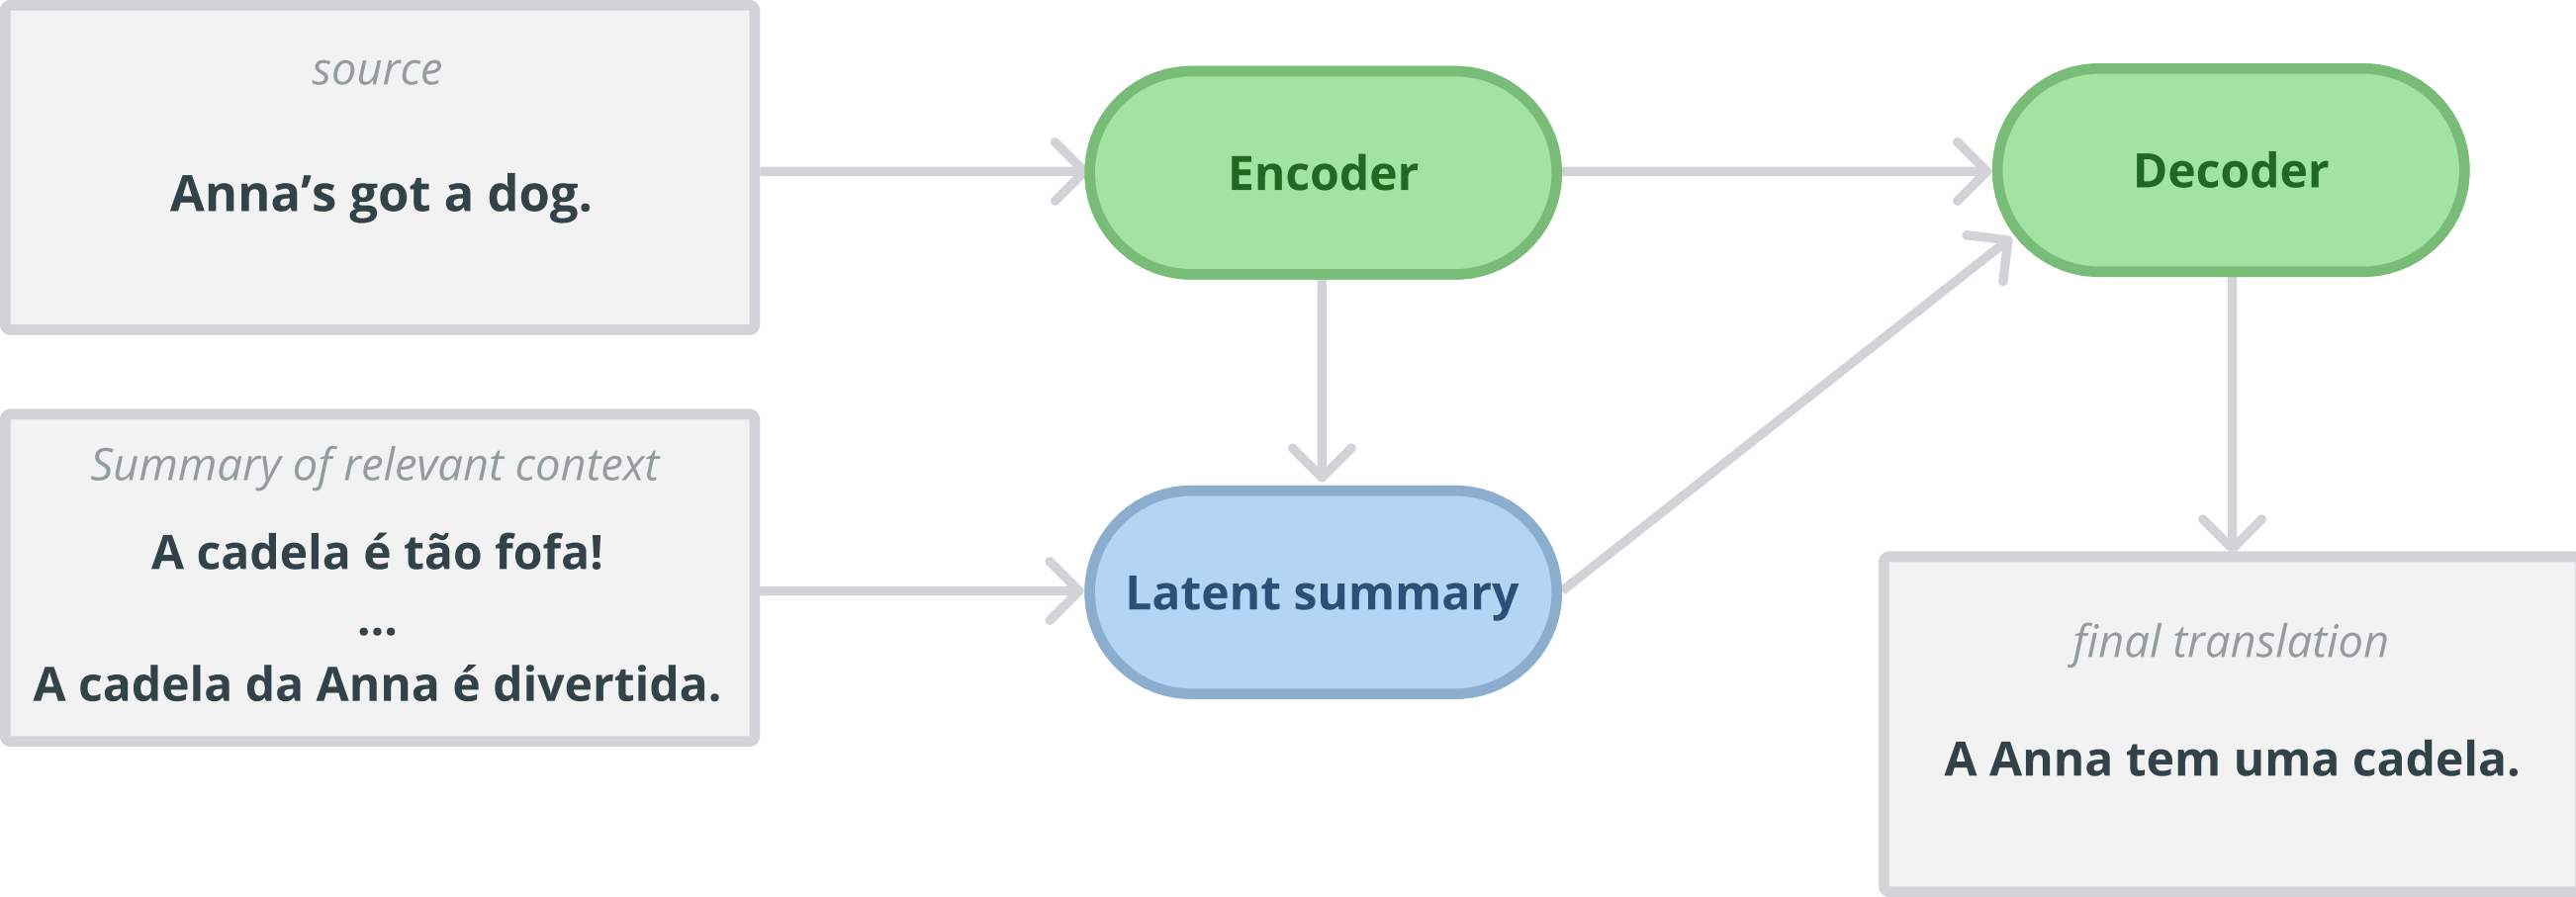 source
Anna’s got a dog.
Encoder
Decoder
Summary of relevant context
A cadela é tão fofa!
...
A cadela da Anna é divertida.
Latent summary
final translation
A Anna tem uma cadela.